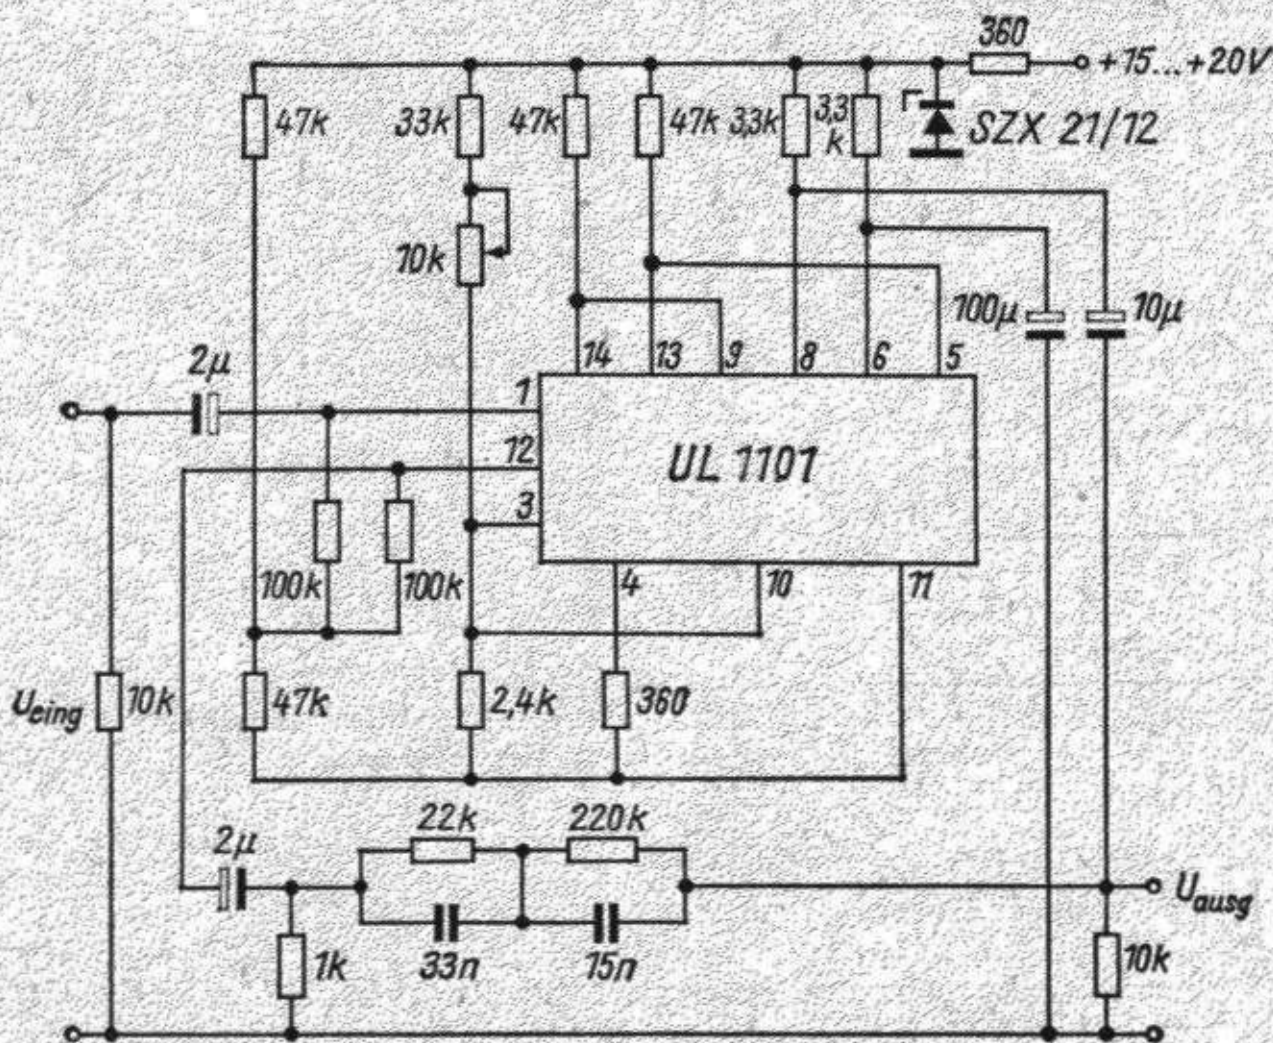 360
+15...+20V
47k
33k
47k
47k
3,3k
3,3
k
SZX 21/12
10k
100µ
10µ
2µ
14
13
9
8
6
5
1
12
3
UL 1101
100k
100k
4
10
11
Ueing
10k
47k
2,4k
360
22k
220k
2µ
Uausg
1k
33n
15n
10k